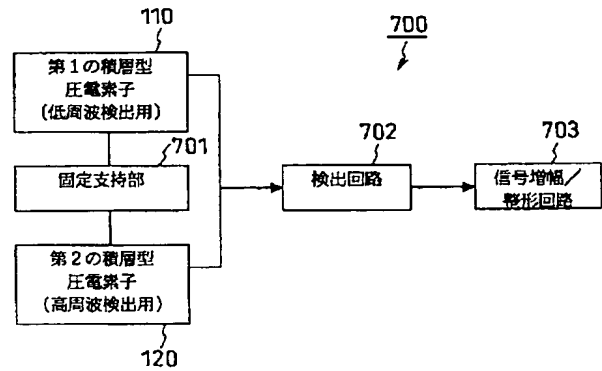 110
700
第1の積層型
圧電素子
(低周波検出用)
701
702
703
固定支持部
検出回路
信号増幅/
整形回路
第2の積層型
圧電素子
(高周波検出用)
120